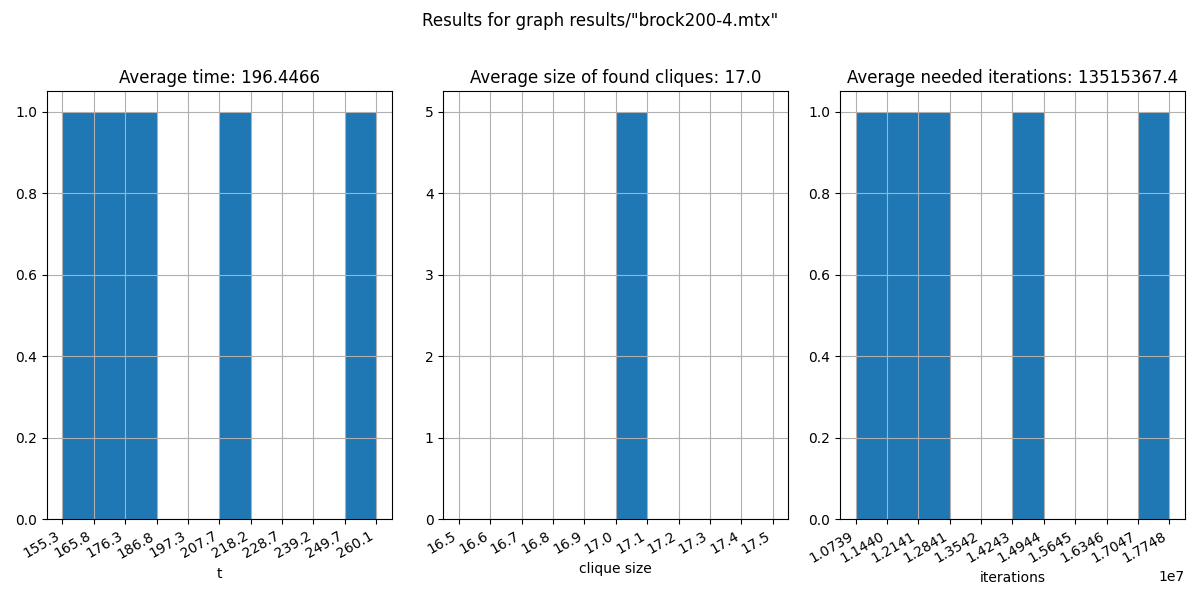 Results for graph results/"brock200-4.mtx"
Average time: 196.4466
1.0
0.8
0.6
0.4
0.2
0.0
155.3 165.8 176.3 186.8 197.3 207.7 218.2 228.7 239.2 249.7 260.1
t
Average size of found cliques: 17.0
5
4
3
2
1
0
16.5 16.6 16.7 16.8 16.9 17.0 17.1 17.2 17.3 17.4 17.5
clique size
Average needed iterations: 13515367.4
1.0
0.8
0.6
0.4
0.2
0.0
1.0739 1.1440 1.2141 1.2841 1.3542 1.4243 1.4944 1.5645 1.6346 1.7047 1.7748
1e7
iterations